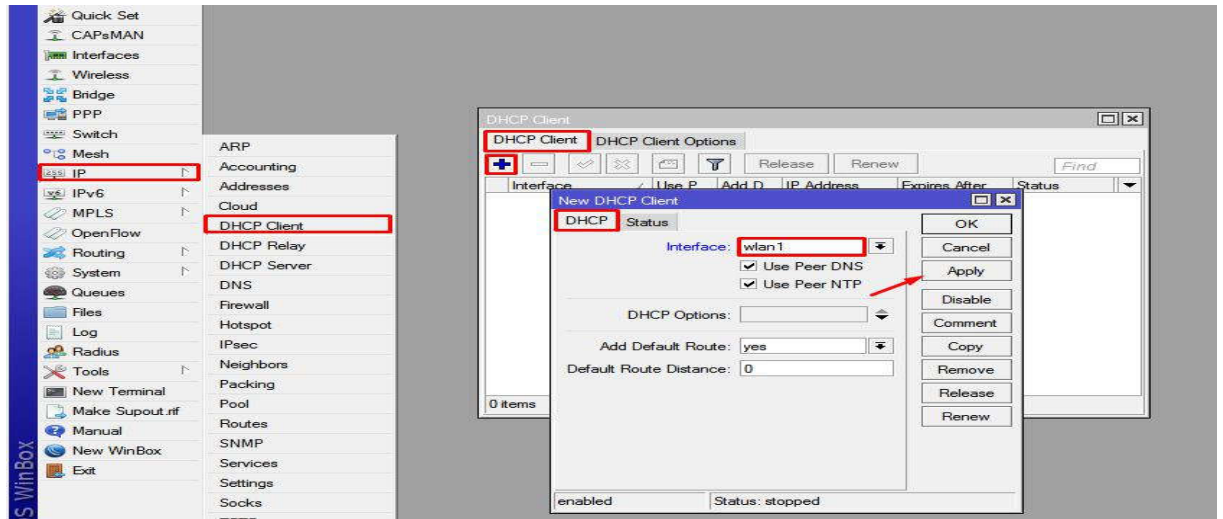 Quick Set
CAPsMAN
Interfaces
Wireless
Bridge
PPP
Switch
Mesh
IP
IPv6
MPLS
OpenFlow
Routing
System
Queues
Files
Log
Radius
Tools
New Terminal
Make Supout.rif
Manual
New WinBox
Exit
S WinBox
ARP
Accounting
Addresses
Cloud
DHCP Client
DHCP Relay
DHCP Server
DNS
Firewall
Hotspot
IPsec
Neighbors
Packing
Pool
Routes
SNMP
Services
Settings
Socks
DHCP Client
DHCP Client DHCP Client Options
Release Renew Find
Interface Use P Add D IP Address Expires After Status
0 items
New DHCP Client
DHCP Status
Interface: wlan1
Use Peer DNS
Use Peer NTP
DHCP Options:
Add Default Route: yes
Default Route Distance: 0
OK
Cancel
Apply
Disable
Comment
Copy
Remove
Release
Renew
enabled Status: stopped